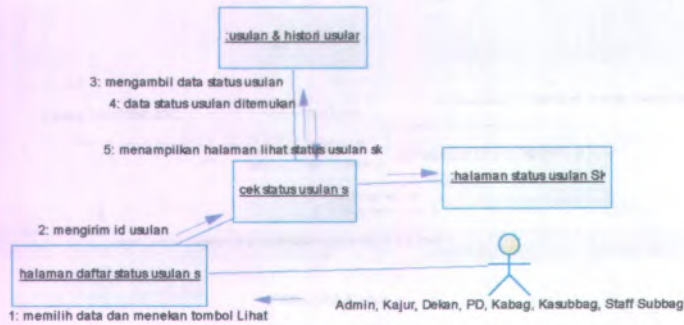 :usulan & histori usular
3: mengambil data status usulan
4: data status usulan ditemukan
5: menampilkan halaman lihat status usulan sk
cek status usulan s
:halaman status usulan SK
2: mengirim id usulan
halaman daftar status usulan s
1: memilih data dan menekan tombol Lihat
Admin, Kajur, Dekan, PD, Kabag, Kasubbag, Staff Subbag